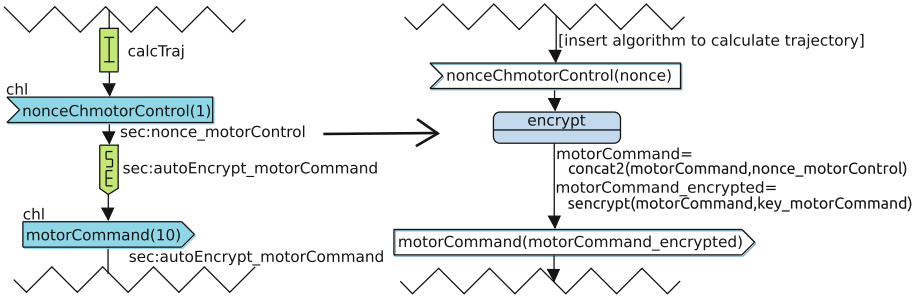 calcTraj
chl
nonceChmotorControl(1)
sec:nonce_motorControl
SE
sec:autoEncrypt_motorCommand
chl
motorCommand(10)
sec:autoEncrypt_motorCommand
[insert algorithm to calculate trajectory]
nonceChmotorControl(nonce)
encrypt
motorCommand=
concat2(motorCommand,nonce_motorControl)
motorCommand_encrypted=
sencrypt(motorCommand,key_motorCommand)
motorCommand(motorCommand_encrypted)